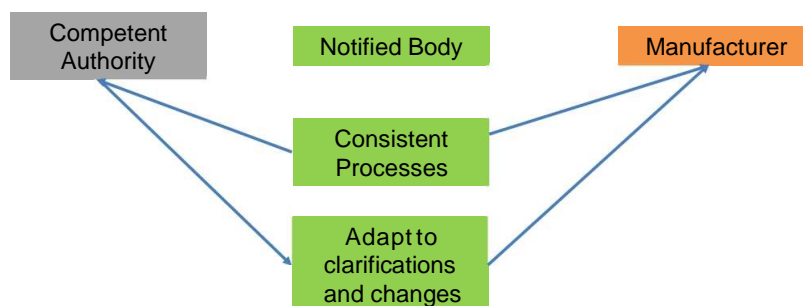 Competent
Authority
Notified Body
Manufacturer
Consistent
Processes
Adapt to
clarifications
and changes